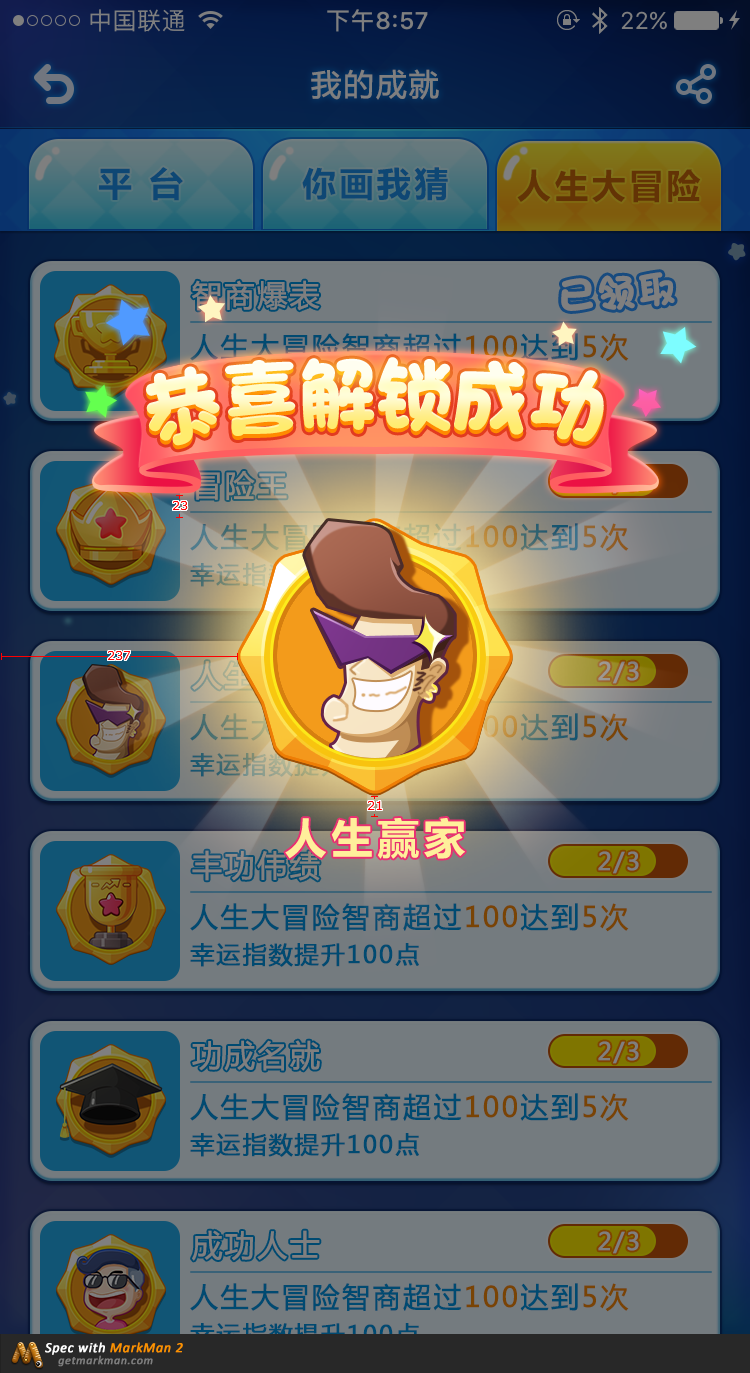 中国联通 下午8:57 22%
我的成就
平台 你画我猜 人生大冒险
智商爆表 已领取
人生大冒险智商超过100达到5次
恭喜解锁成功
冒险王
23
人生大冒险智商超过100达到5次
幸运指
237
人生 2/3
人生大 00达到5次
幸运指数提
21
人生赢家
丰功伟绩 2/3
人生大冒险智商超过100达到5次
幸运指数提升100点
功成名就 2/3
人生大冒险智商超过100达到5次
幸运指数提升100点
成功人士 2/3
人生大冒险智商超过100达到5次
幸运指数提升100点
Spec with MarkMan 2
getmarkman.com